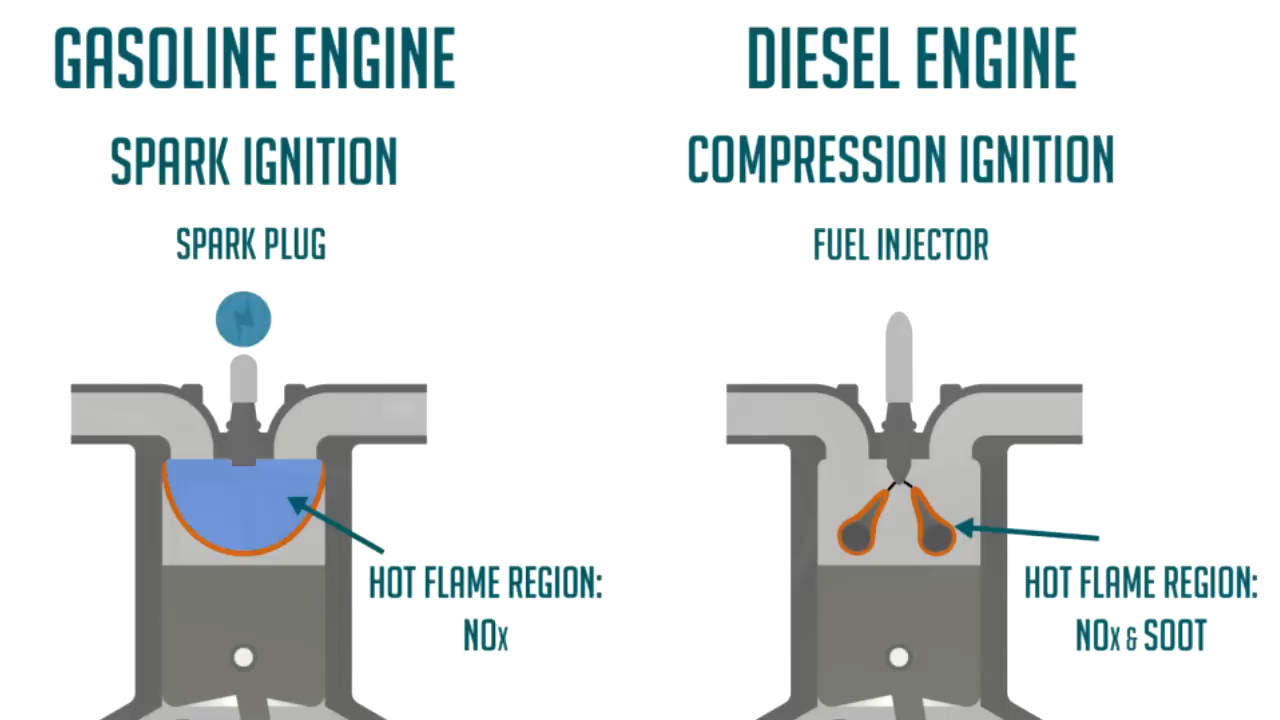 GASOLINE ENGINE
SPARK IGNITION
SPARK PLUG
HOT FLAME REGION:
NOx
DIESEL ENGINE
COMPRESSION IGNITION
FUEL INJECTOR
HOT FLAME REGION:
NOx & SOOT